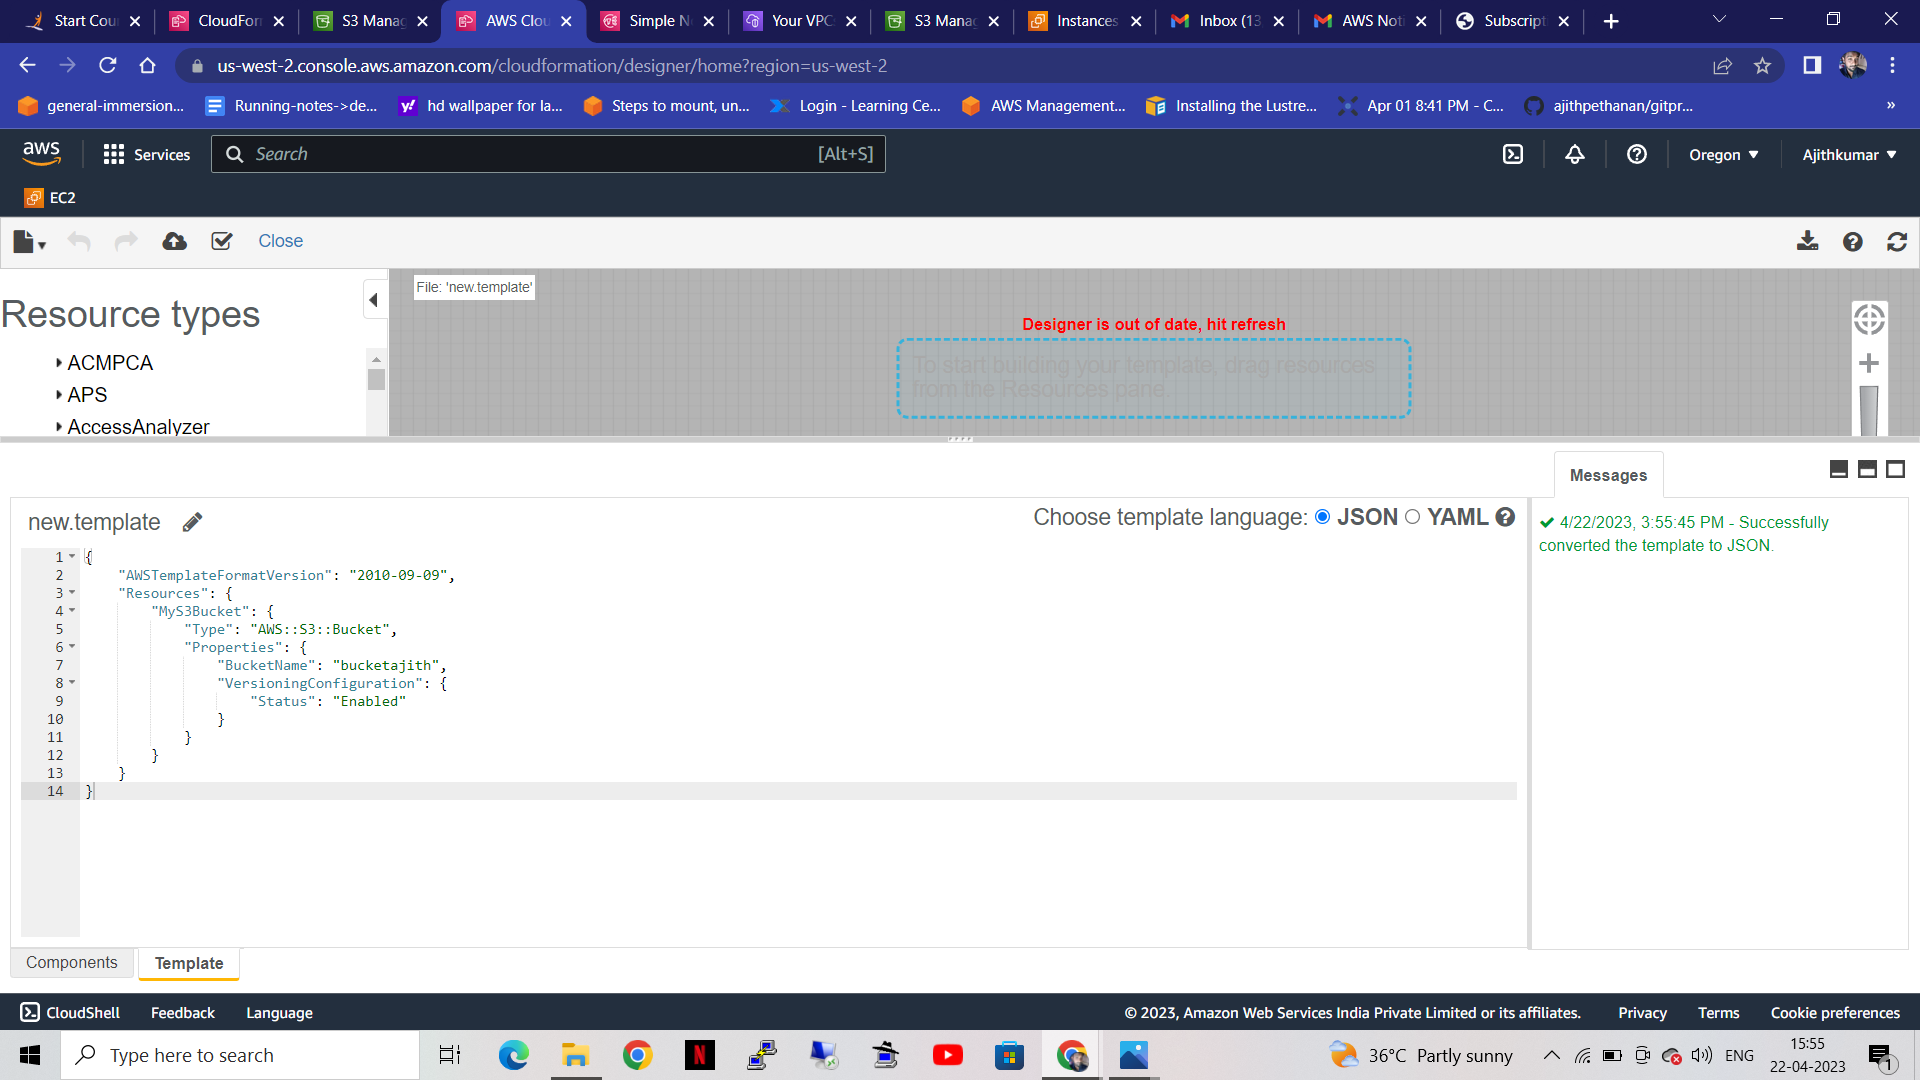 Start Cour
CloudForm
S3 Manag
AWS Clou
Simple No
Your VPC
S3 Manag
Instances
Inbox (13
AWS Noti
Subscript
us-west-2.console.aws.amazon.com/cloudformation/designer/home?region=us-west-2
general-immersion...
Running-notes->de...
hd wallpaper for la...
Steps to mount, un...
Login - Learning Ce...
AWS Management...
Installing the Lustre...
Apr 01 8:41 PM - C...
ajithpethanan/gitpr...
»
aws
Services
Search
[Alt+S]
Oregon
Ajithkumar
EC2
Close
Resource types
ACMPCA
APS
AccessAnalyzer
File: 'new.template'
Designer is out of date, hit refresh
To start building your template, drag resources
from the Resources pane.
Messages
new.template
Choose template language: JSON YAML
4/22/2023, 3:55:45 PM - Successfully
converted the template to JSON.
1 {
2 "AWSTemplateFormatVersion": "2010-09-09",
3 "Resources": {
4 "MyS3Bucket": {
5 "Type": "AWS::S3::Bucket",
6 "Properties": {
7 "BucketName": "bucketajith",
8 "VersioningConfiguration": {
9 "Status": "Enabled"
10 }
11 }
12 }
13 }
14 }
Components
Template
CloudShell
Feedback
Language
© 2023, Amazon Web Services India Private Limited or its affiliates.
Privacy
Terms
Cookie preferences
Type here to search
36°C Partly sunny
ENG
15:55
22-04-2023
1